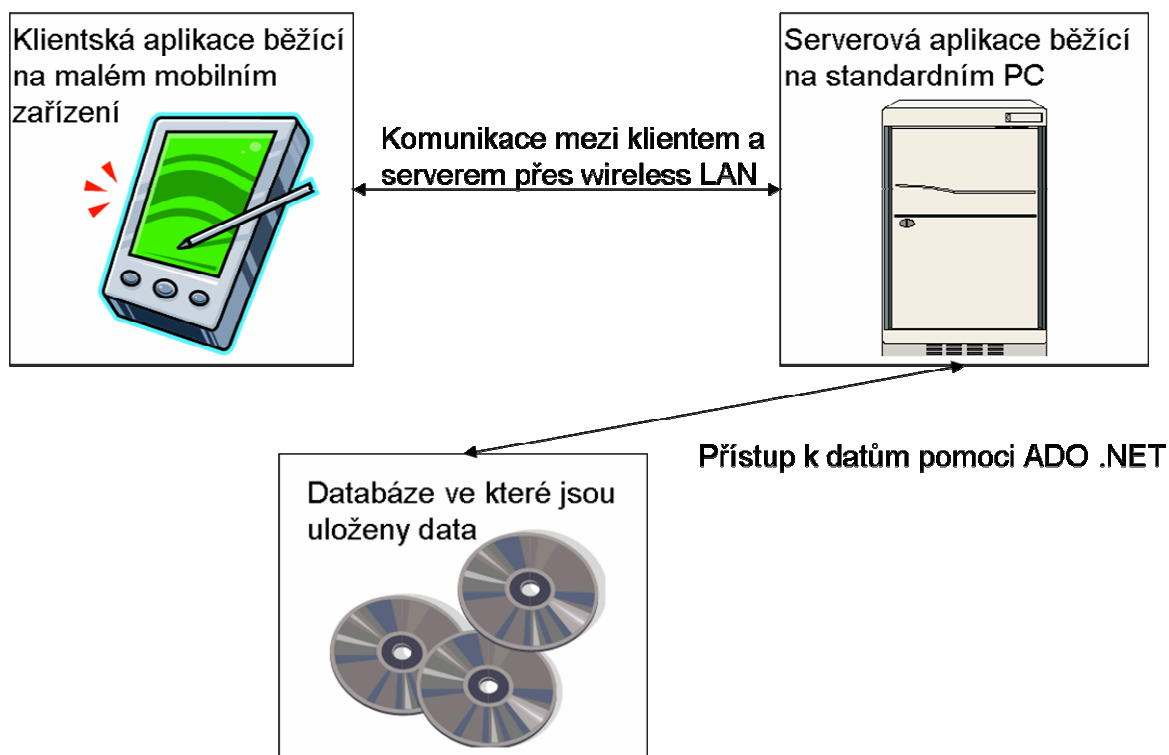 Klientská aplikace běžící
na malém mobilním
zařízení
Serverová aplikace běžící
na standardním PC
Komunikace mezi klientem a
serverem přes wireless LAN
Přístup k datům pomoci ADO .NET
Databáze ve které jsou
uloženy data